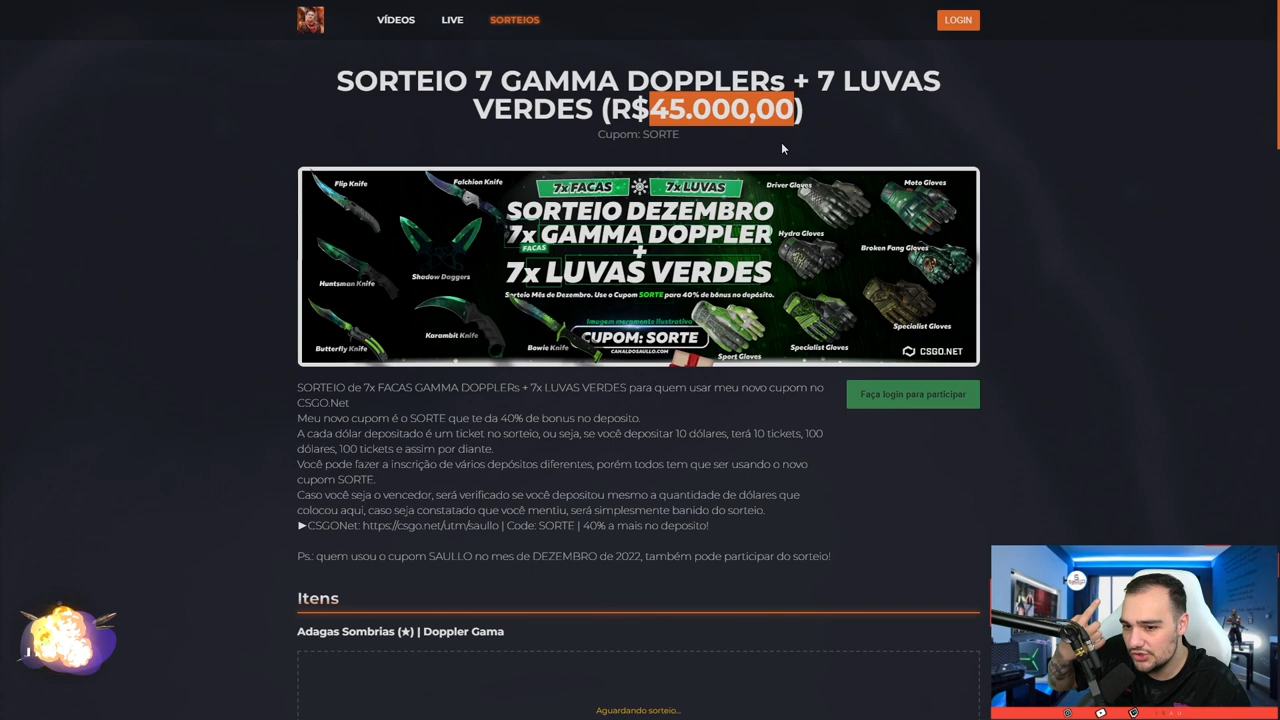 VÍDEOS LIVE SORTEIOS LOGIN
SORTEIO 7 GAMMA DOPPLERs + 7 LUVAS
VERDES (R$45.000,00)
Cupom: SORTE
Flip Knife
Falchion Knife
7x FACAS 7x LUVAS
Driver Gloves
Moto Gloves
SORTEIO DEZEMBRO
7x GAMMA DOPPLER
FACAS
+
7x LUVAS VERDES
Hydra Gloves
Broken Fang Gloves
Shadow Daggers
Huntsman Knife
Sorteio Mês de Dezembro. Use o Cupom SORTE para 40% de bônus no depósito.
Imagem meramente Ilustrativa
Karambit Knife
CUPOM: SORTE
Specialist Gloves
Butterfly Knife
Bowie Knife
CANALDOSAULLO.COM
Sport Gloves
Specialist Gloves
CSGO.NET
SORTEIO de 7x FACAS GAMMA DOPPLERs + 7x LUVAS VERDES para quem usar meu novo cupom no
CSGO.Net
Faça login para participar
Meu novo cupom é o SORTE que te da 40% de bonus no deposito.
A cada dólar depositado é um ticket no sorteio, ou seja, se você depositar 10 dólares, terá 10 tickets, 100
dólares, 100 tickets e assim por diante.
Você pode fazer a inscrição de vários depósitos diferentes, porém todos tem que ser usando o novo
cupom SORTE.
Caso você seja o vencedor, será verificado se você depositou mesmo a quantidade de dólares que
colocou aqui, caso seja constatado que você mentiu, será simplesmente banido do sorteio.
►CSGONet: https://csgo.net/utm/saullo | Code: SORTE | 40% a mais no deposito!
Ps.: quem usou o cupom SAULLO no mes de DEZEMBRO de 2022, também pode participar do sorteio!
Itens
Adagas Sombrias (★) | Doppler Gama
Aguardando sorteio...